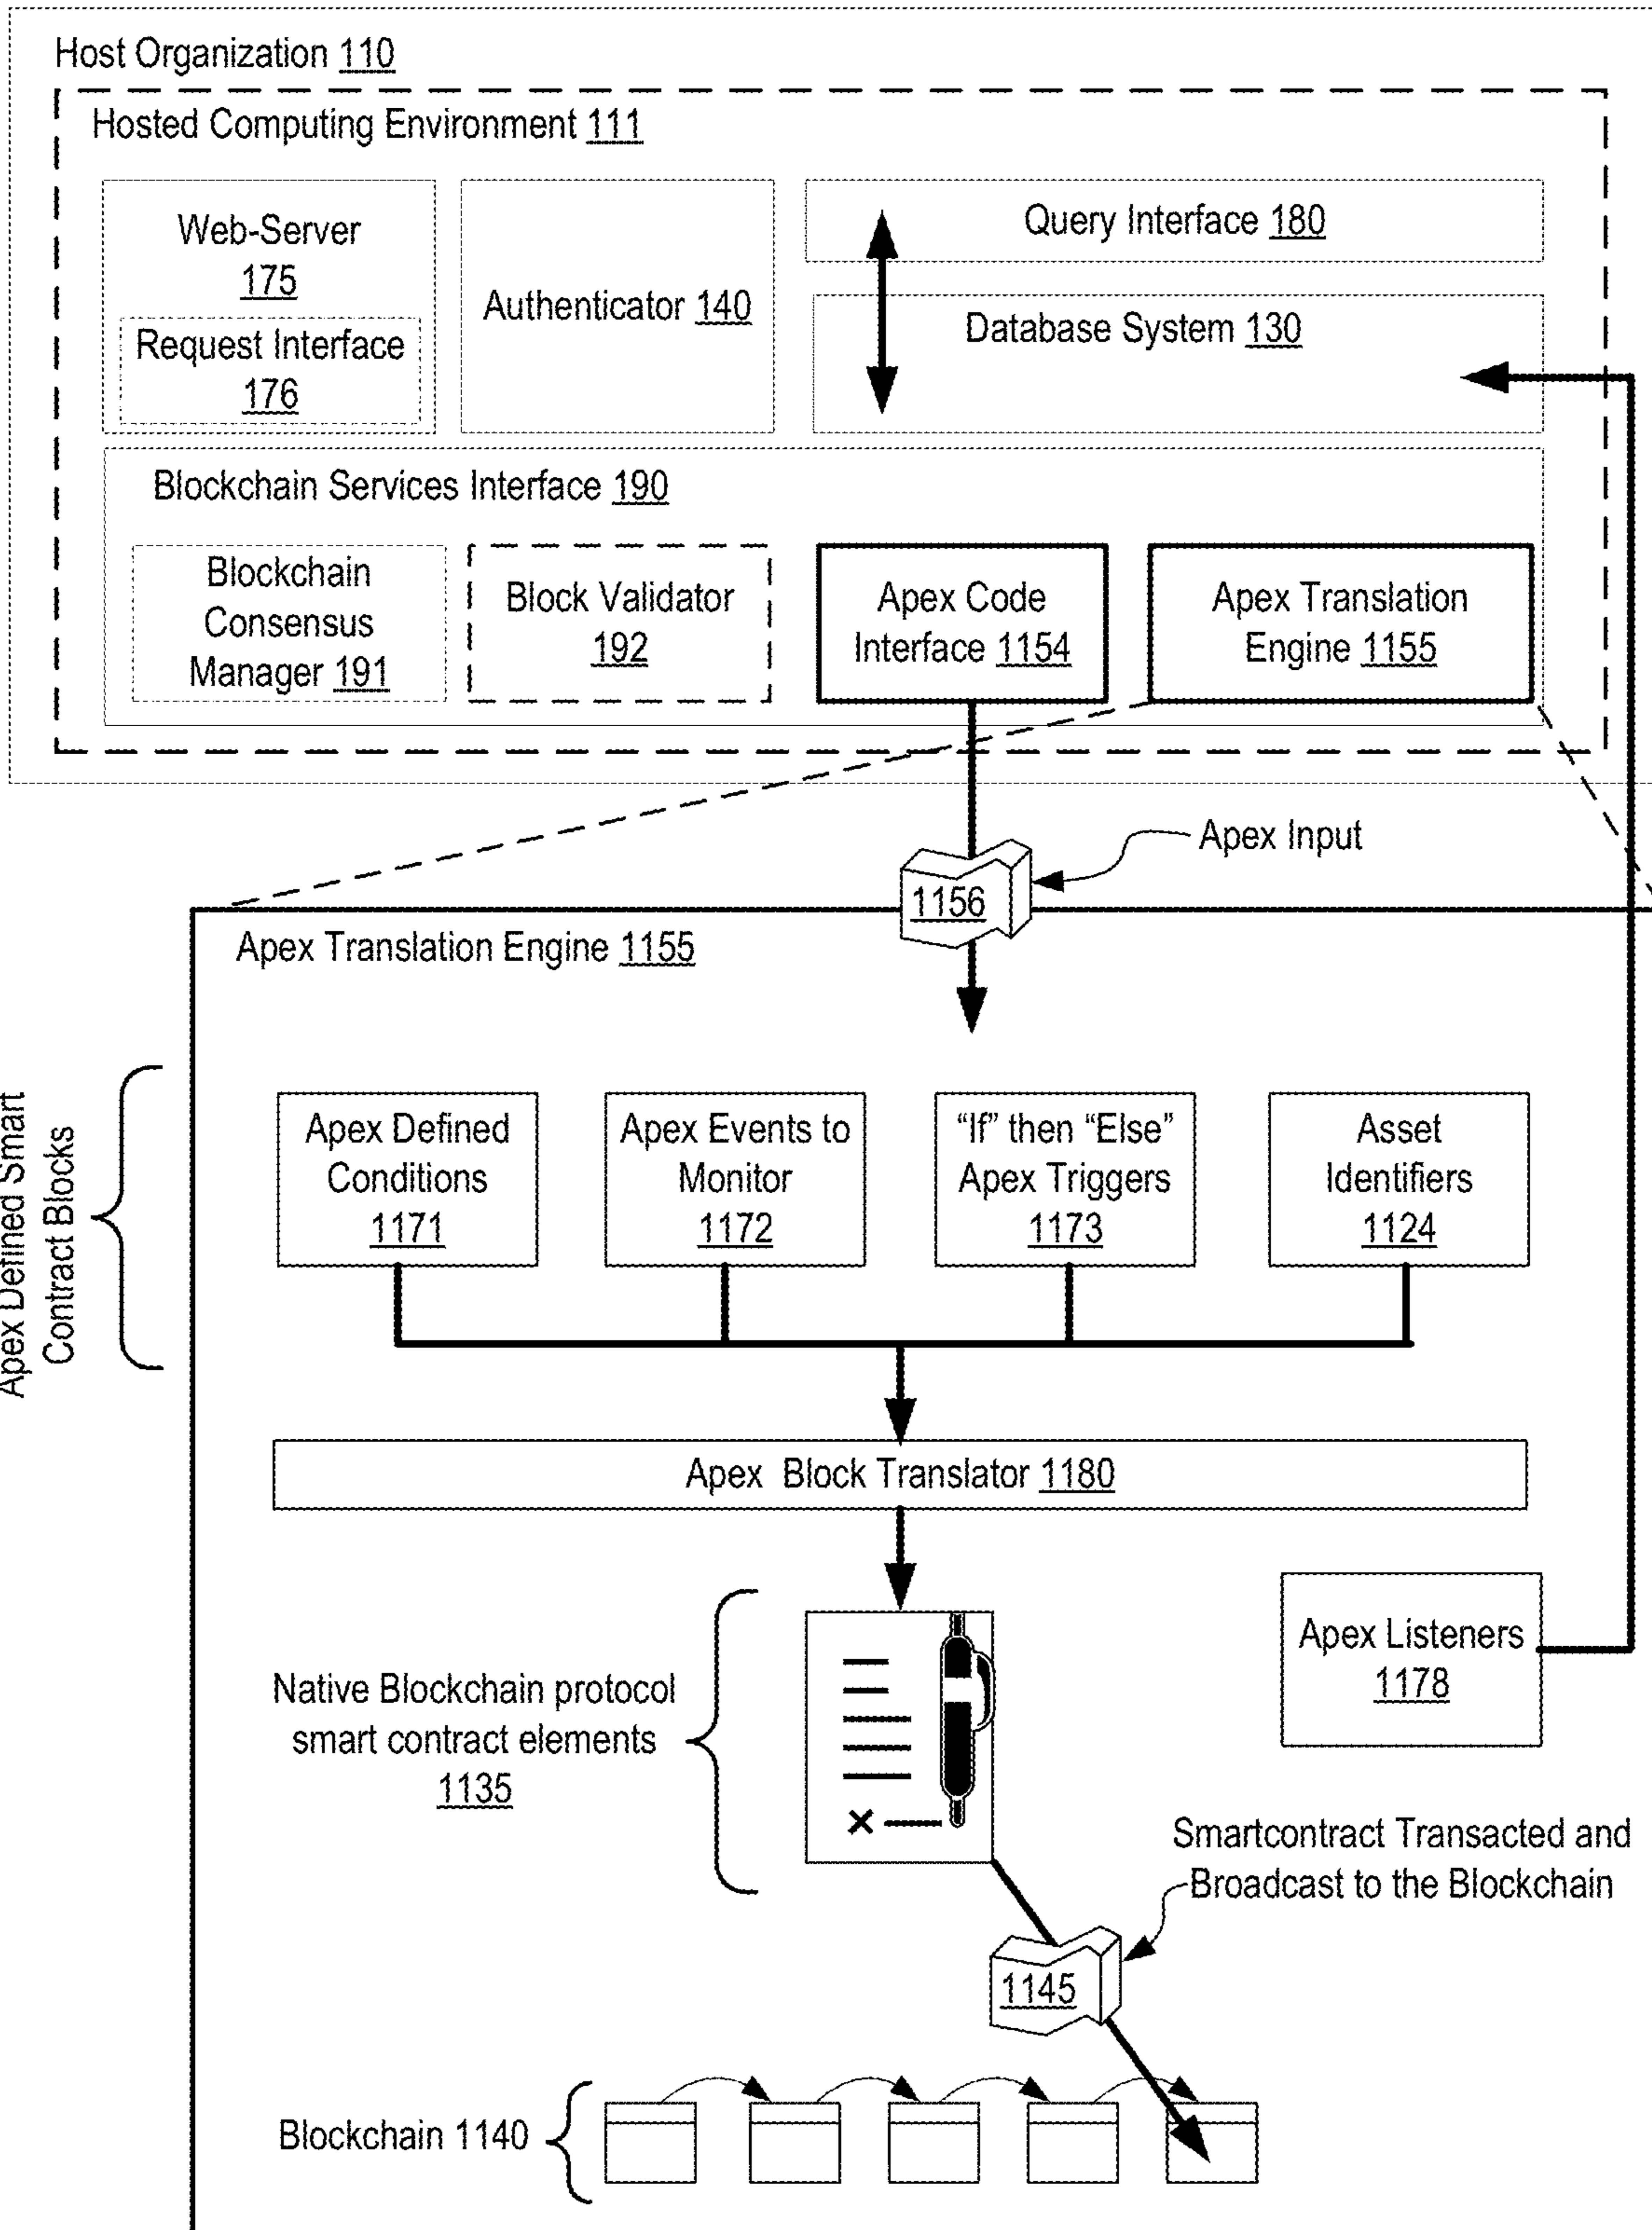 Host Organization 110
Hosted Computing Environment 111
Web-Server
175
Request Interface
176
Authenticator 140
Query Interface 180
Database System 130
Blockchain Services Interface 190
Blockchain
Consensus
Manager 191
Block Validator
192
Apex Code
Interface 1154
Apex Translation
Engine 1155
Apex Input
1156
Apex Translation Engine 1155
Apex Defined Smart
Contract Blocks
Apex Defined
Conditions
1171
Apex Events to
Monitor
1172
“If” then “Else”
Apex Triggers
1173
Asset
Identifiers
1124
Apex Block Translator 1180
Native Blockchain protocol
smart contract elements
1135
Apex Listeners
1178
Smartcontract Transacted and
Broadcast to the Blockchain
1145
Blockchain 1140